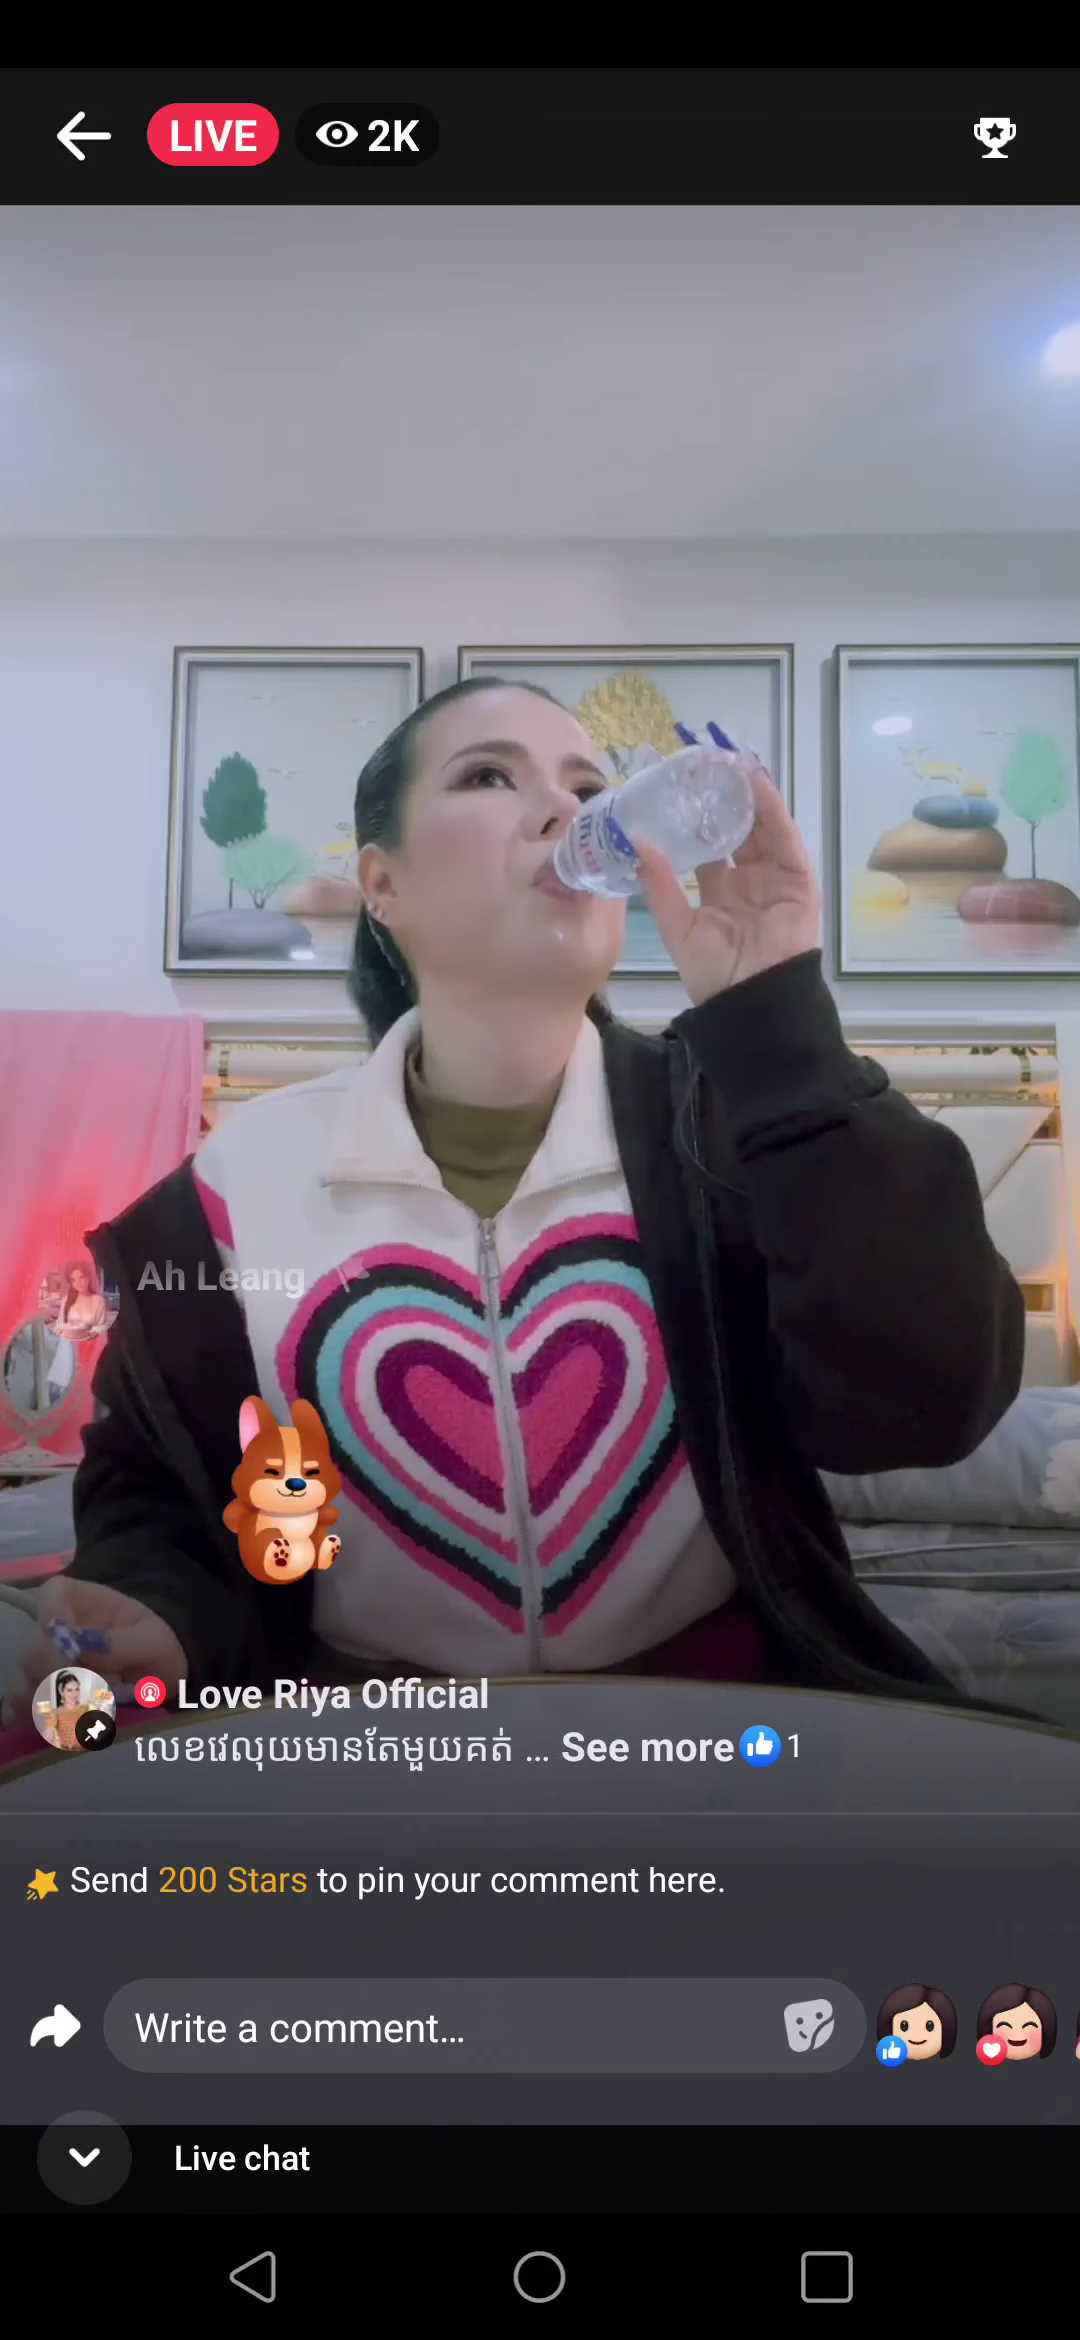 LIVE
2K
Ah Leang
Love Riya Official
លេខវេលុយមានតែមួយគត់ ... See more 1
Send 200 Stars to pin your comment here.
Write a comment...
Live chat